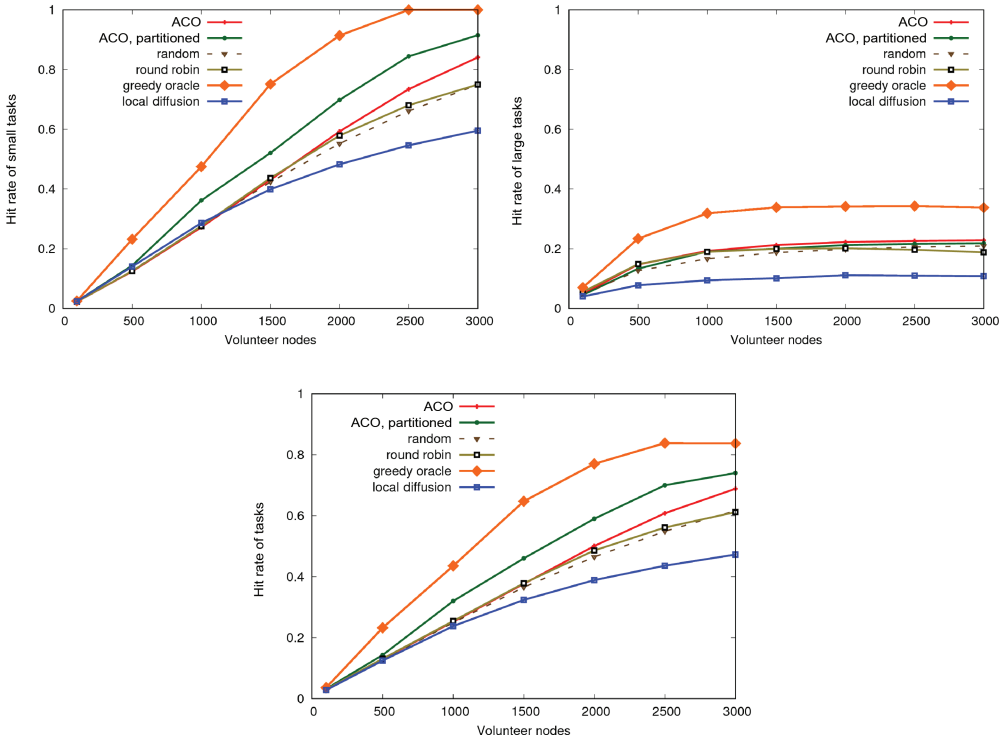 1
0.8
0.6
0.4
0.2
0
Hit rate of small tasks
ACO
ACO, partitioned
random
round robin
greedy oracle
local diffusion
0 500 1000 1500 2000 2500 3000
Volunteer nodes
1
0.8
0.6
0.4
0.2
0
Hit rate of large tasks
ACO
ACO, partitioned
random
round robin
greedy oracle
local diffusion
0 500 1000 1500 2000 2500 3000
Volunteer nodes
1
0.8
0.6
0.4
0.2
0
Hit rate of tasks
ACO
ACO, partitioned
random
round robin
greedy oracle
local diffusion
0 500 1000 1500 2000 2500 3000
Volunteer nodes